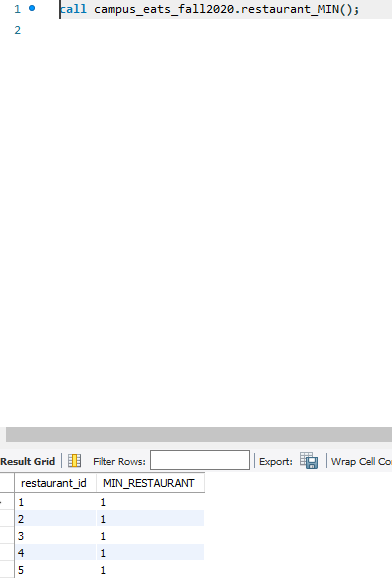 1 call campus_eats_fall2020.restaurant_MIN();
2
Result Grid Filter Rows: Export: Wrap Cell Co
restaurant_id MIN_RESTAURANT
1 1
2 1
3 1
4 1
5 1